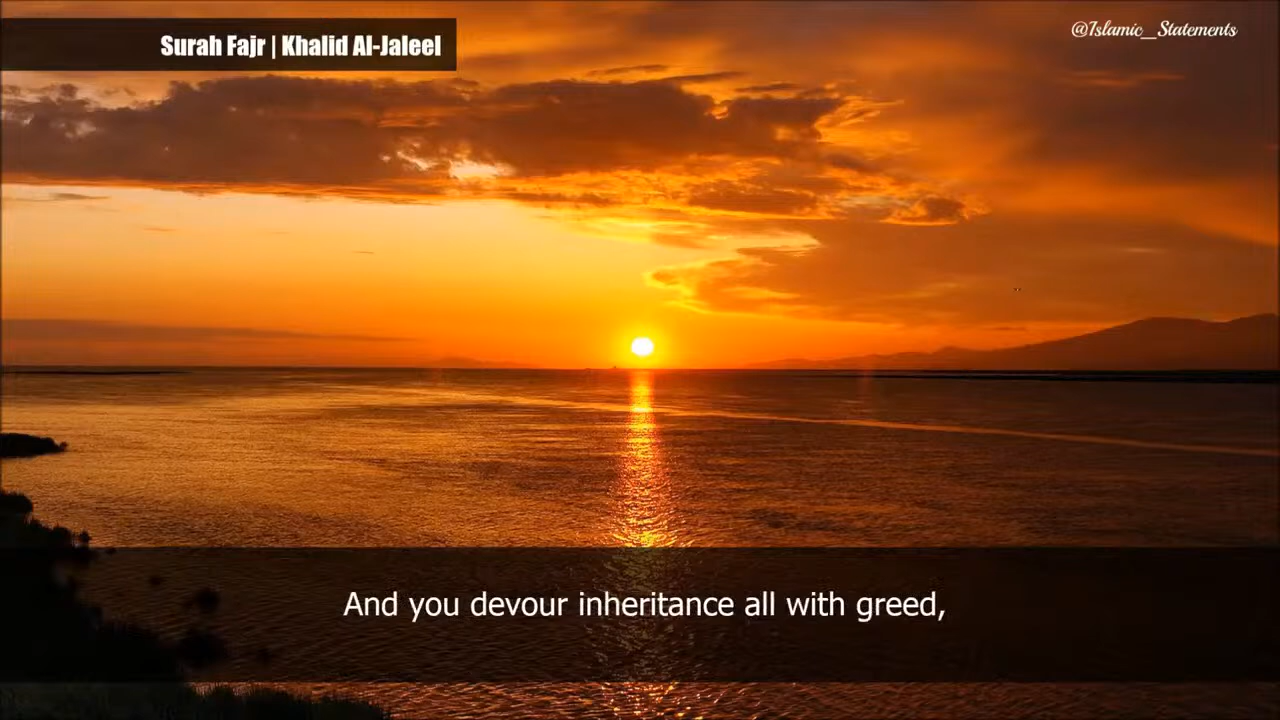 Surah Fajr | Khalid Al-Jaleel
@Islamic_Statements
And you devour inheritance all with greed,